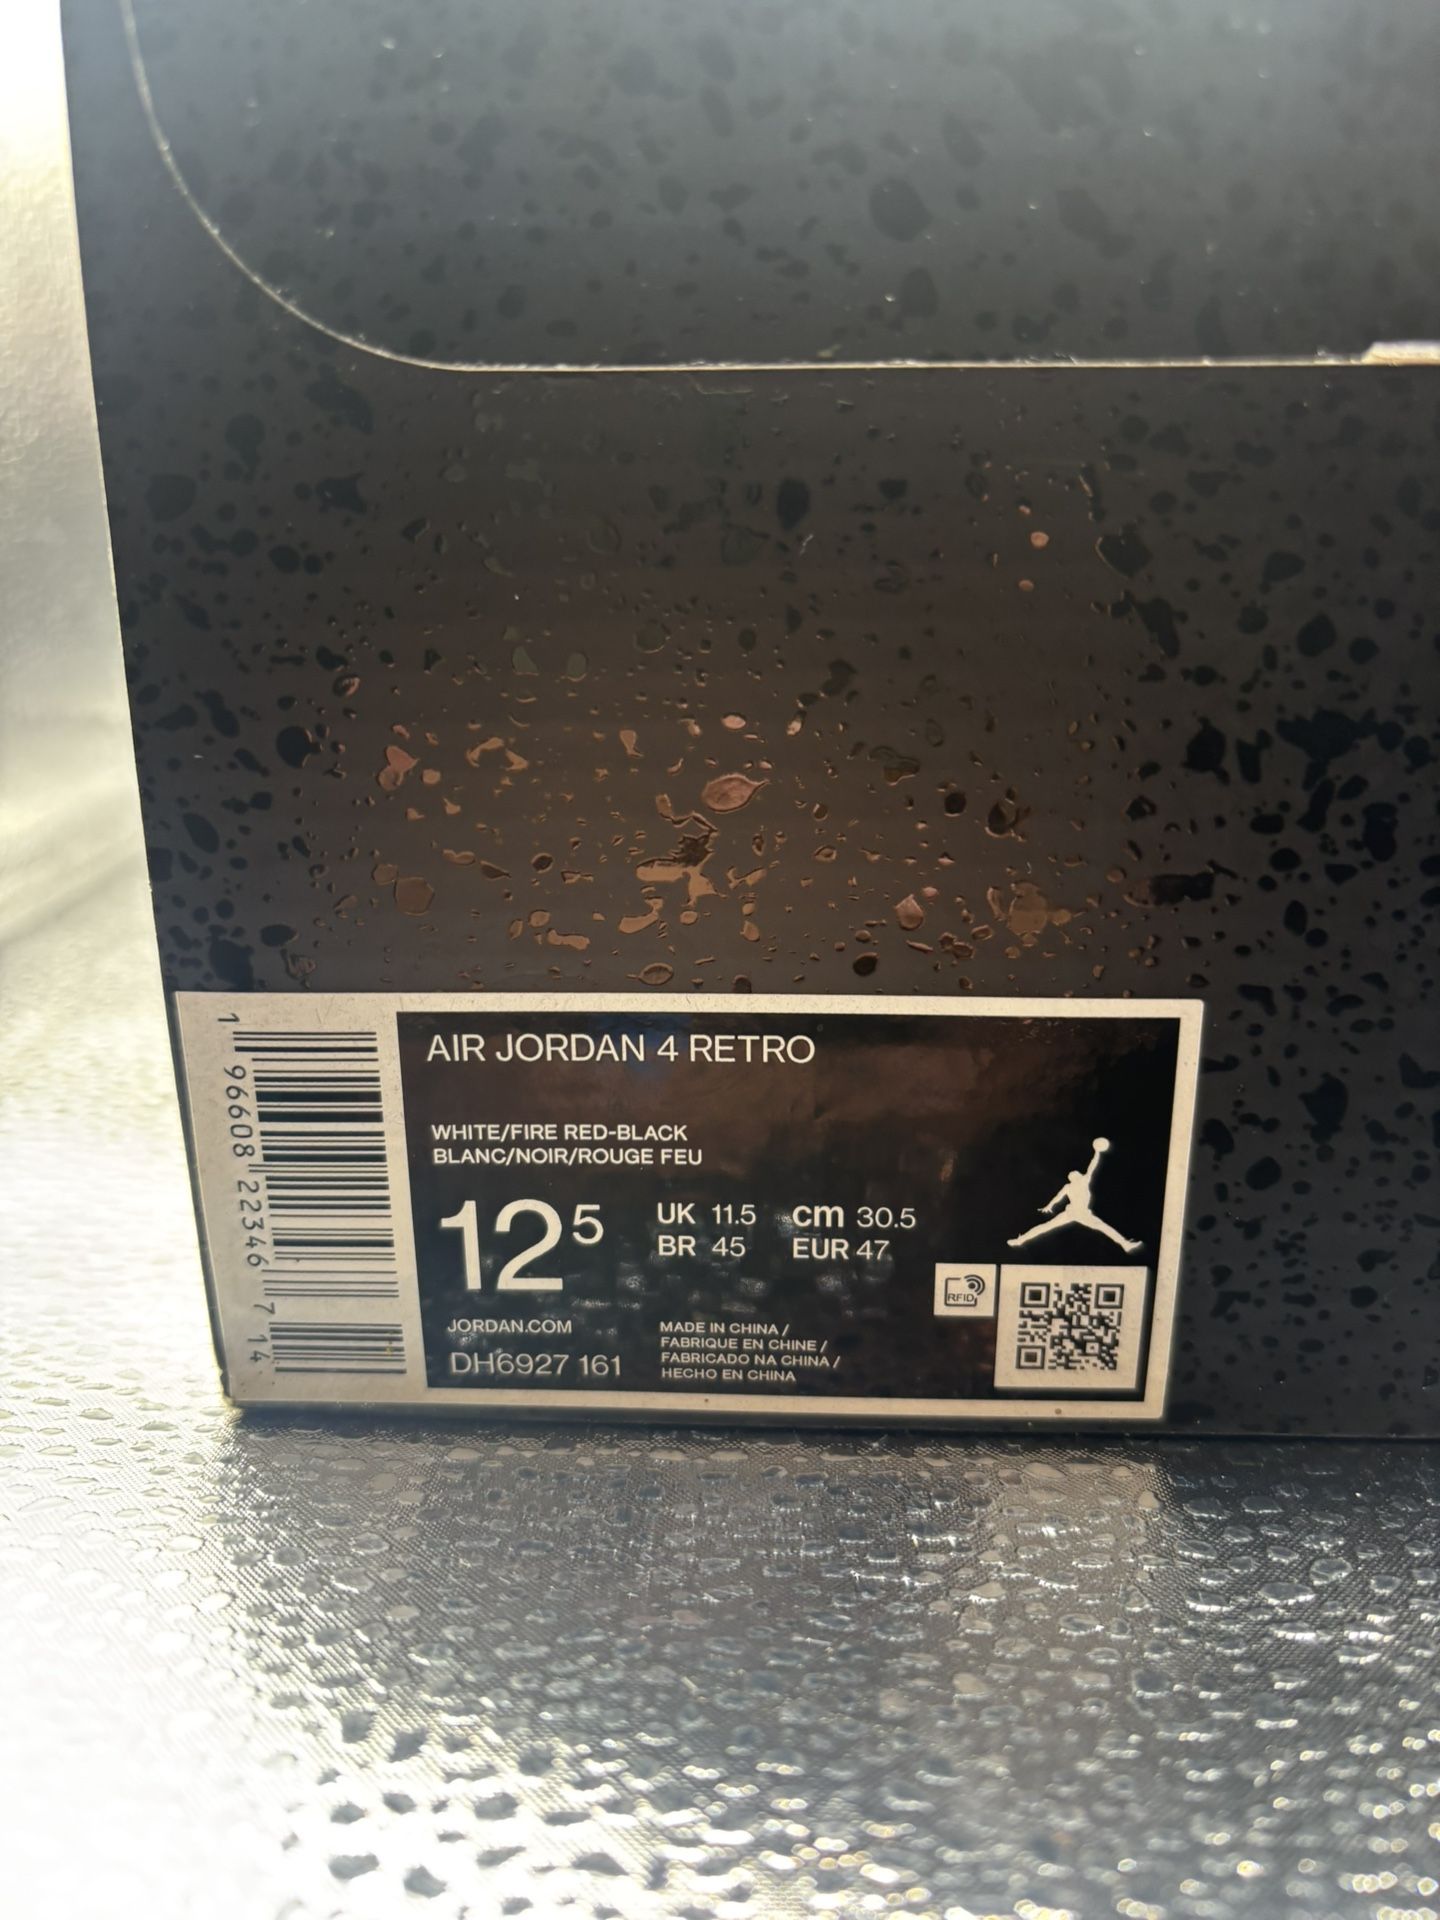 AIR JORDAN 4 RETRO
WHITE/FIRE RED-BLACK
BLANC/NOIR/ROUGE FEU
12 5
UK 11.5 cm 30.5
BR 45 EUR 47
JORDAN.COM
DH6927 161
MADE IN CHINA /
FABRIQUE EN CHINE /
FABRICADO NA CHINA /
HECHO EN CHINA
RFID
1 96608 22346 7 14